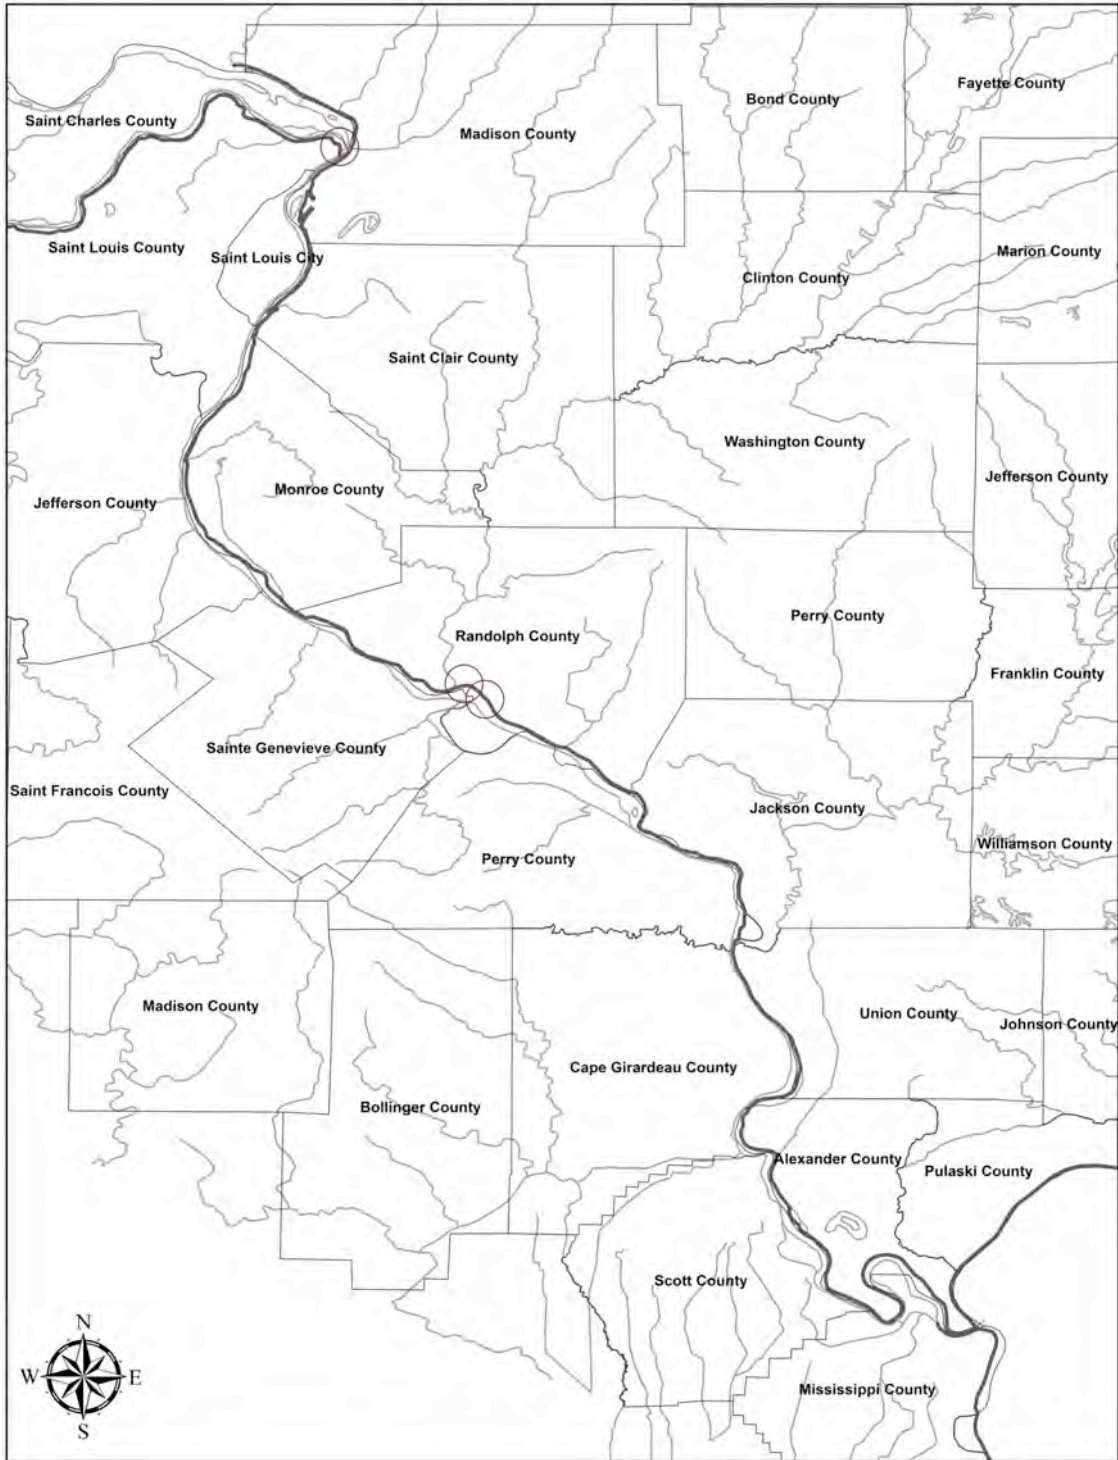 Fayette County
Bond County
Saint Charles County
Madison County
Saint Louis County
Saint Louis City
Marion County
Clinton County
Saint Clair County
Washington County
Jefferson County
Monroe County
Jefferson County
Perry County
Randolph County
Franklin County
Sainte Genevieve County
Saint Francois County
Jackson County
Williamson County
Perry County
Madison County
Union County
Johnson County
Cape Girardeau County
Bollinger County
Alexander County
Pulaski County
Scott County
N
W
E
S
Mississippi County